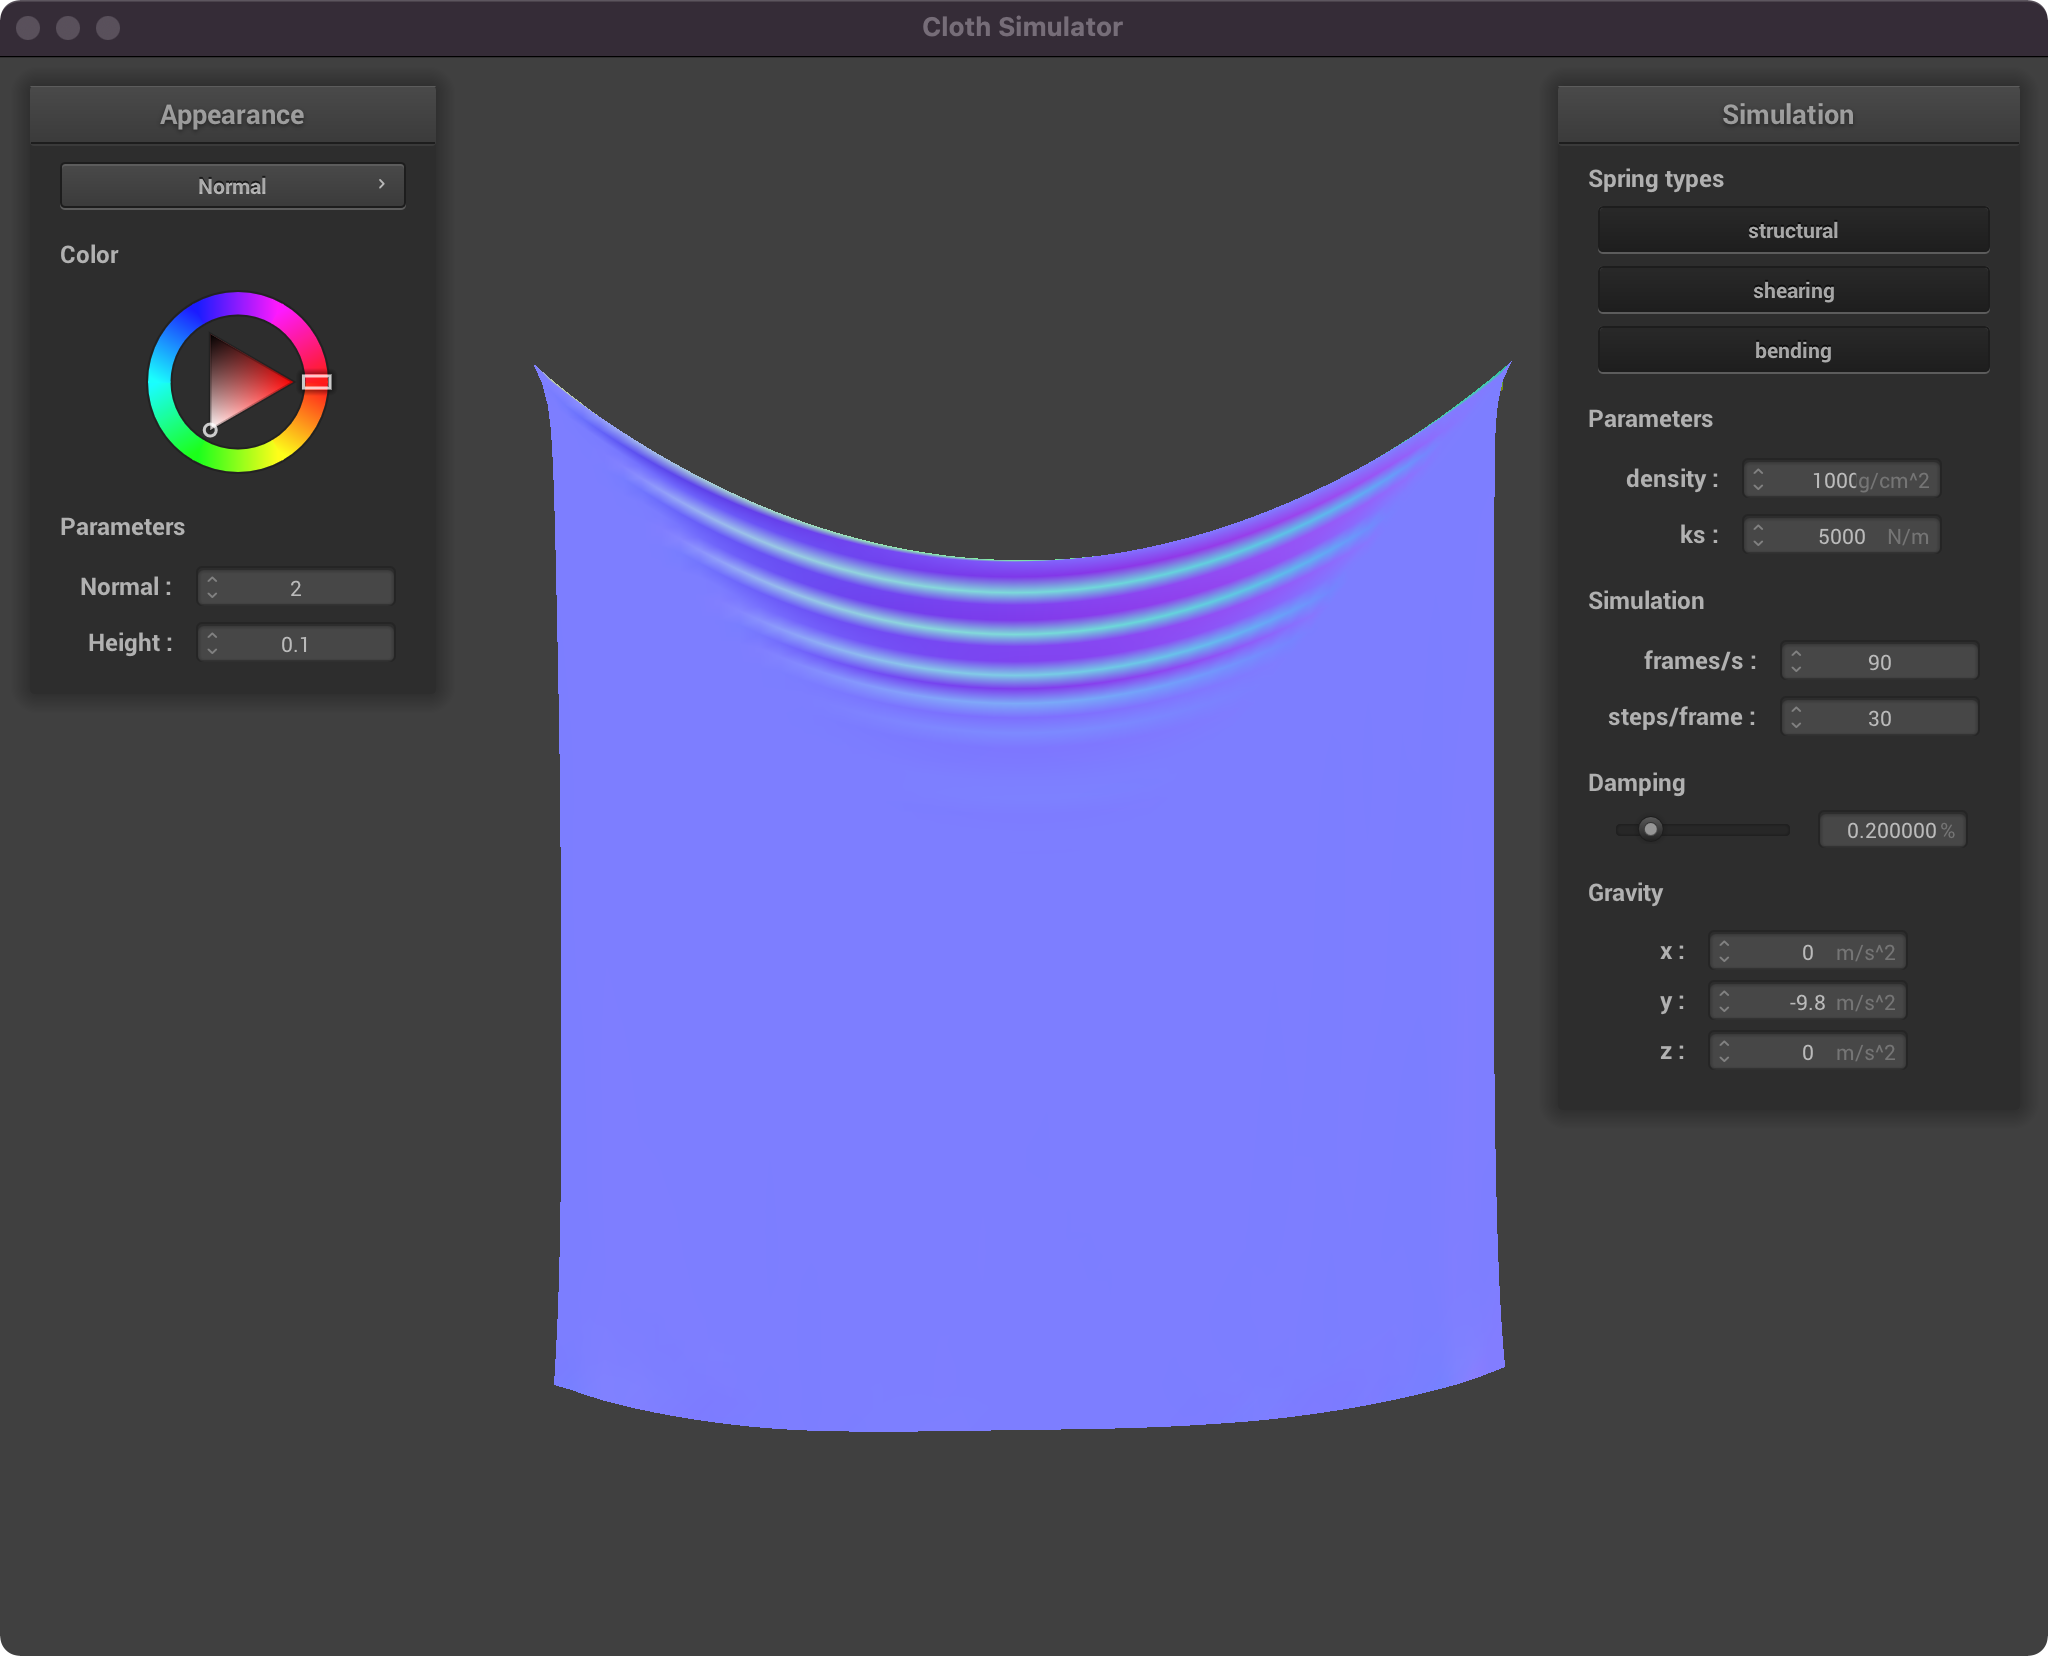 Cloth Simulator
Appearance
Normal
Color
Parameters
Normal : 2
Height : 0.1
Simulation
Spring types
structural
shearing
bending
Parameters
density : 1000 g/cm^2
ks : 5000 N/m
Simulation
frames/s : 90
steps/frame : 30
Damping
0.200000 %
Gravity
x : 0 m/s^2
y : -9.8 m/s^2
z : 0 m/s^2